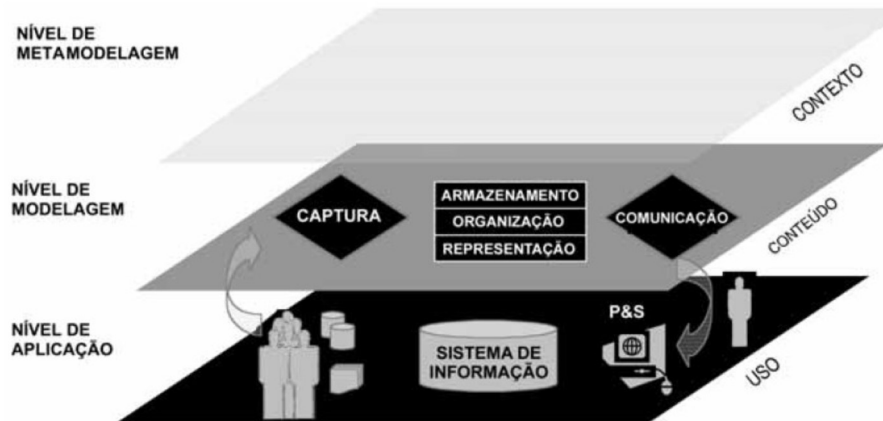 NÍVEL DE
METAMODELAGEM
CONTEXTO
NÍVEL DE
MODELAGEM
CAPTURA
ARMAZENAMENTO
ORGANIZAÇÃO
REPRESENTAÇÃO
COMUNICAÇÃO
CONTEÚDO
NÍVEL DE
APLICAÇÃO
SISTEMA DE
INFORMAÇÃO
P&S
USO